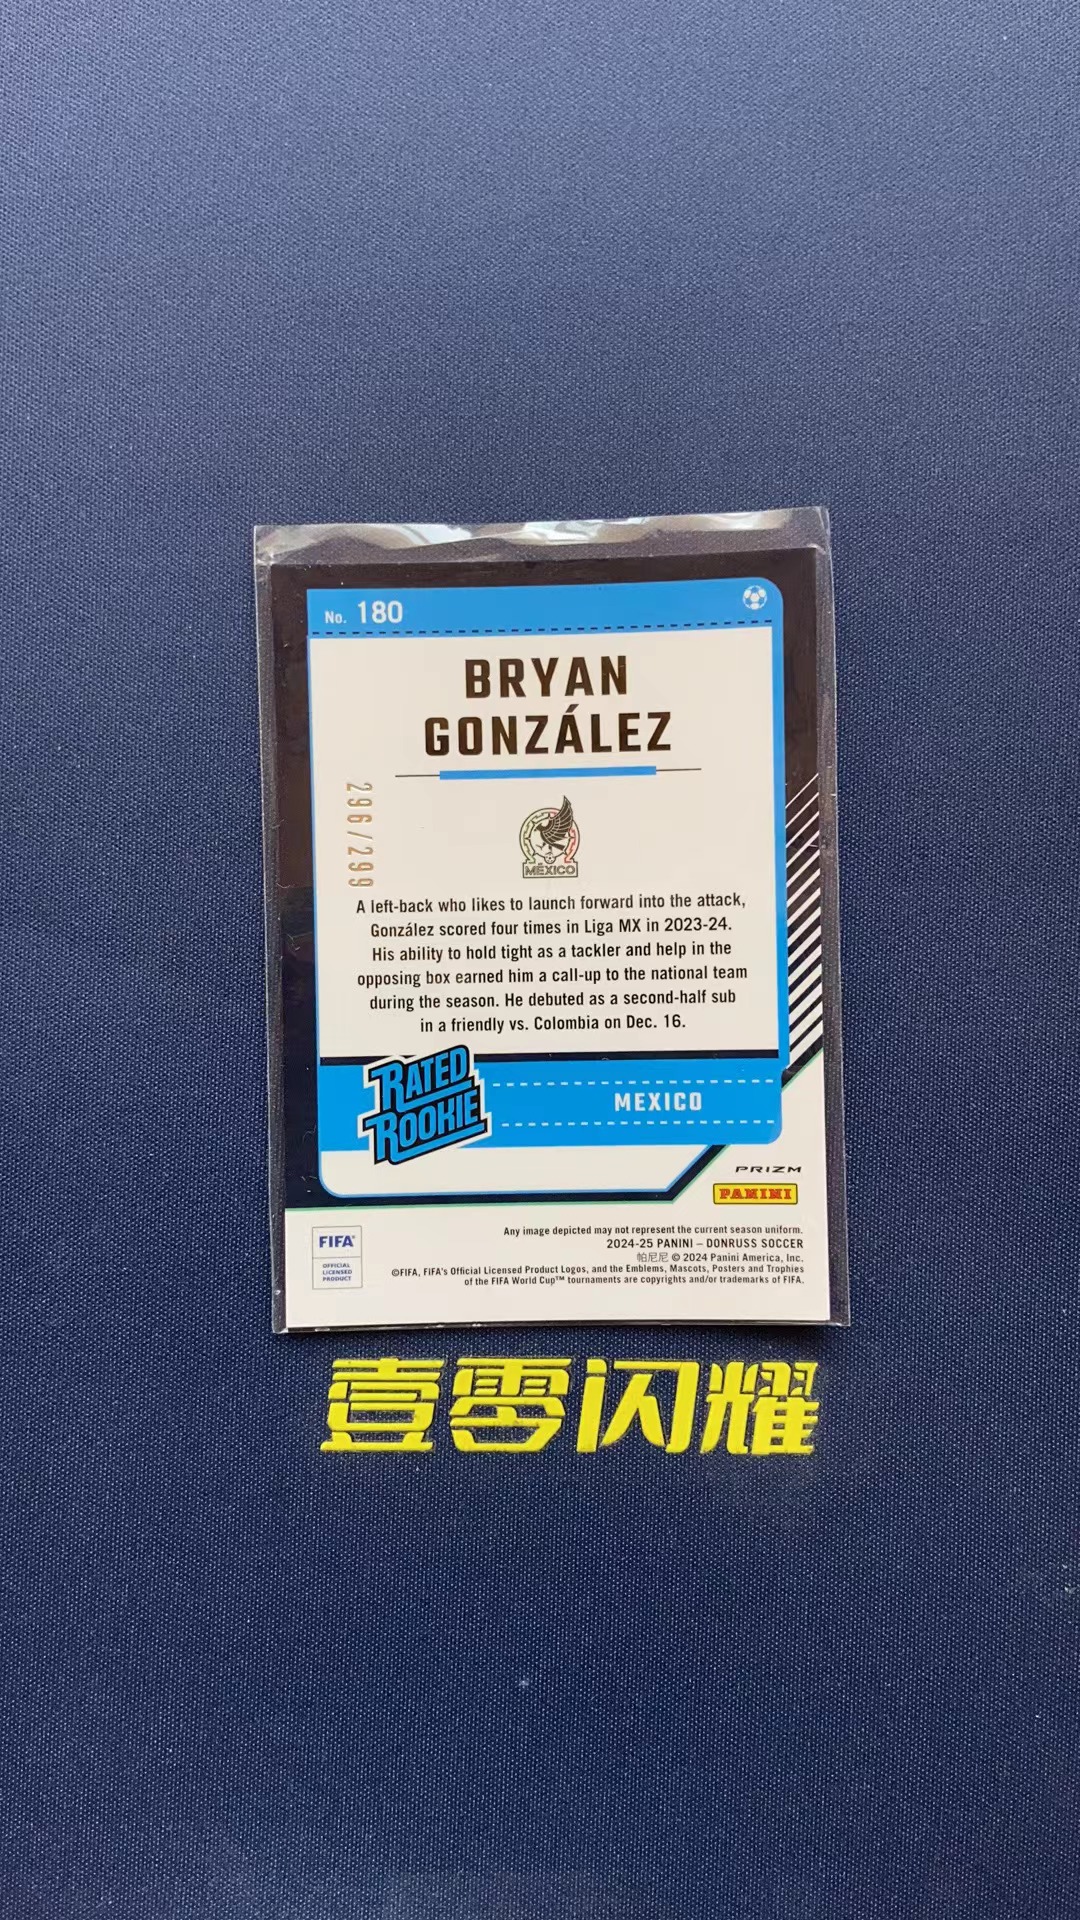 No. 180
BRYAN
GONZÁLEZ
296/299
MÉXICO
A left-back who likes to launch forward into the attack,
González scored four times in Liga MX in 2023-24.
His ability to hold tight as a tackler and help in the
opposing box earned him a call-up to the national team
during the season. He debuted as a second-half sub
in a friendly vs. Colombia on Dec. 16.
RATED
ROOKIE
MEXICO
PRIZM
PANINI
Any image depicted may not represent the current season uniform.
2024-25 PANINI – DONRUSS SOCCER
帕尼尼 © 2024 Panini America, Inc.
©FIFA, FIFA's Official Licensed Product Logos, and the Emblems, Mascots, Posters and Trophies
of the FIFA World Cup™ tournaments are copyrights and/or trademarks of FIFA.
FIFA®
OFFICIAL
LICENSED
PRODUCT
壹零闪耀